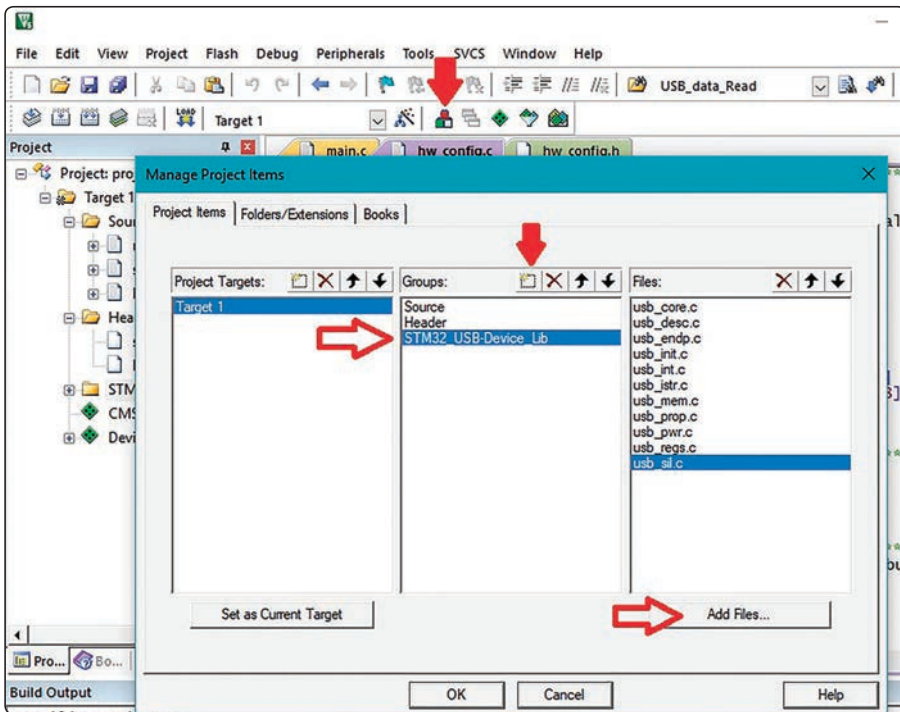 File Edit View Project Flash Debug Peripherals Tools SVCS Window Help
LOAD Target 1
USB_data_Read
Project
main.c hw_config.c hw_config.h
Project: pro
Target 1
Sour
Hea
STM
CMS
Devi
Manage Project Items
Project Items Folders/Extensions Books
Project Targets: Groups: Files:
Target 1
Source
Header
STM32_USB-Device_Lib
usb_core.c
usb_desc.c
usb_endp.c
usb_init.c
usb_int.c
usb_istr.c
usb_mem.c
usb_prop.c
usb_pwr.c
usb_regs.c
usb_sil.c
Set as Current Target
Add Files...
OK Cancel Help
Pro... Bo...
Build Output